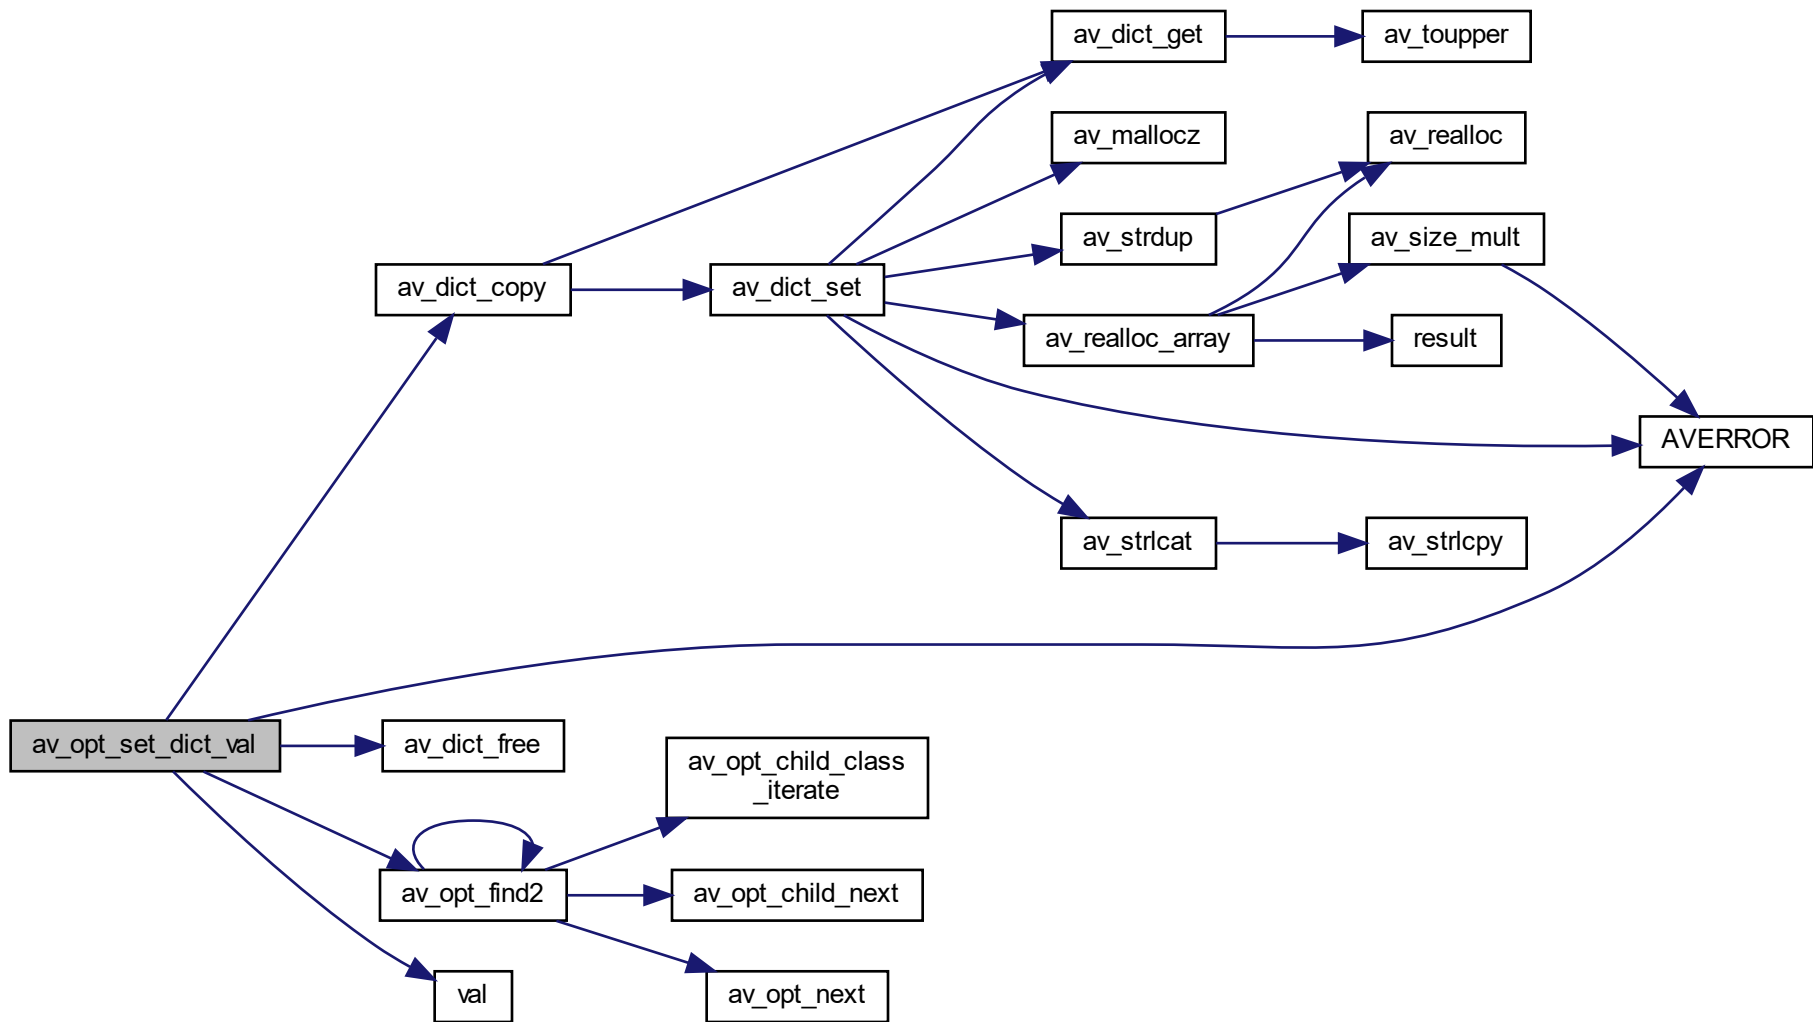 av_dict_get
av_toupper
av_mallocz
av_realloc
av_strdup
av_size_mult
av_dict_copy
av_dict_set
av_realloc_array
result
AVERROR
av_strlcat
av_strlcpy
av_opt_set_dict_val
av_dict_free
av_opt_child_class
_iterate
av_opt_find2
av_opt_child_next
val
av_opt_next